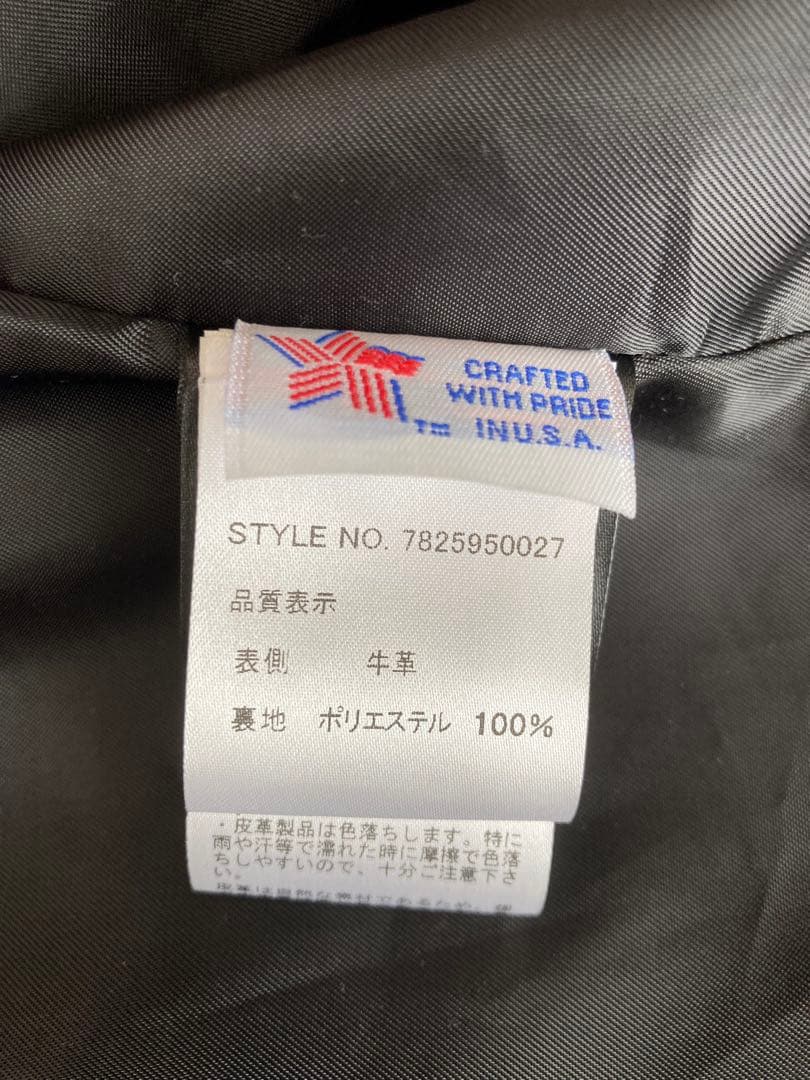 CRAFTED
WITH PRIDE
TM IN U.S.A.
STYLE NO. 7825950027
品質表示
表側 牛革
裏地 ポリエステル 100%
・皮革製品は色落ちします。特に
雨や汗等で濡れた時に摩擦で色落
ちしやすいので、十分ご注意下さ
い。